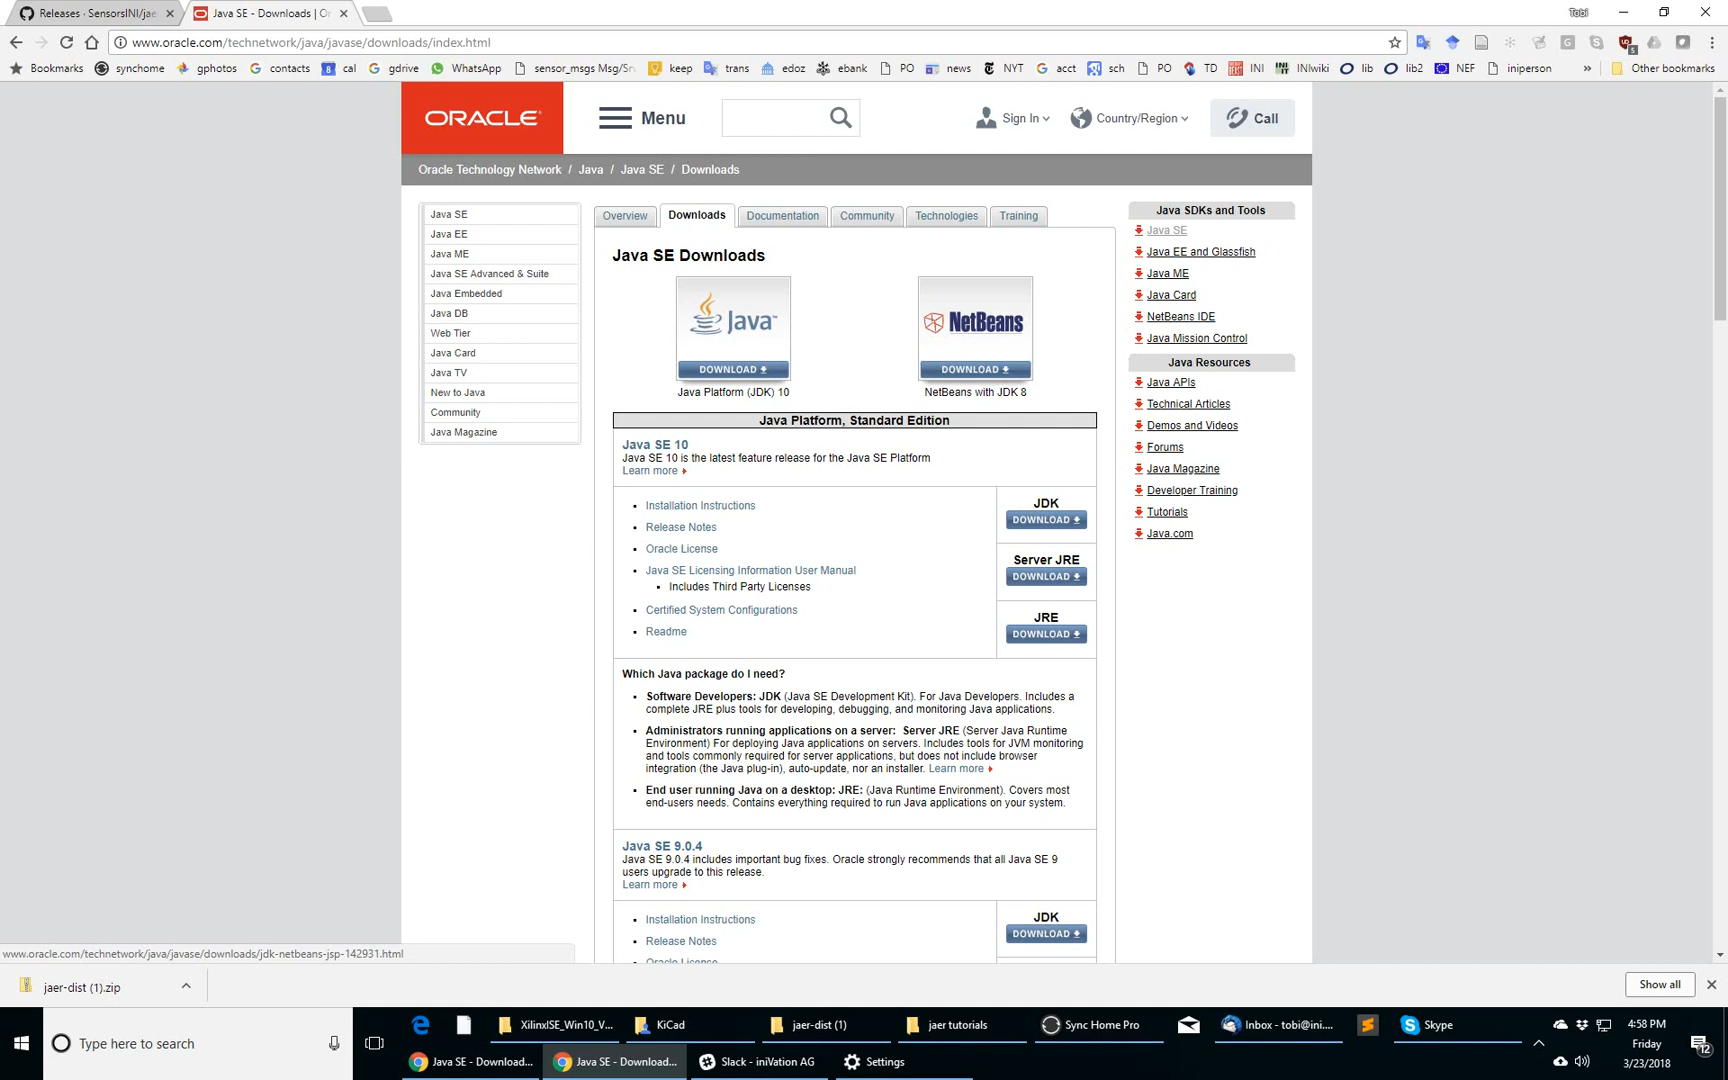 Releases · SensorsINI/jae
Java SE - Downloads | Or
Tobi
www.oracle.com/technetwork/java/javase/downloads/index.html
Bookmarks synchome gphotos contacts cal gdrive WhatsApp sensor_msgs Msg/Sn keep trans edoz ebank PO news NYT acct sch PO TD INI INIwiki lib lib2 NEF iniperson » Other bookmarks
ORACLE
Menu
Sign In
Country/Region
Call
Oracle Technology Network / Java / Java SE / Downloads
Java SE
Java EE
Java ME
Java SE Advanced & Suite
Java Embedded
Java DB
Web Tier
Java Card
Java TV
New to Java
Community
Java Magazine
Overview Downloads Documentation Community Technologies Training
Java SE Downloads
Java™
DOWNLOAD
Java Platform (JDK) 10
NetBeans
DOWNLOAD
NetBeans with JDK 8
Java Platform, Standard Edition
Java SE 10
Java SE 10 is the latest feature release for the Java SE Platform
Learn more
Installation Instructions
Release Notes
Oracle License
Java SE Licensing Information User Manual
Includes Third Party Licenses
Certified System Configurations
Readme
JDK
DOWNLOAD
Server JRE
DOWNLOAD
JRE
DOWNLOAD
Which Java package do I need?
Software Developers: JDK (Java SE Development Kit). For Java Developers. Includes a
complete JRE plus tools for developing, debugging, and monitoring Java applications.
Administrators running applications on a server: Server JRE (Server Java Runtime
Environment) For deploying Java applications on servers. Includes tools for JVM monitoring
and tools commonly required for server applications, but does not include browser
integration (the Java plug-in), auto-update, nor an installer. Learn more
End user running Java on a desktop: JRE: (Java Runtime Environment). Covers most
end-users needs. Contains everything required to run Java applications on your system.
Java SE 9.0.4
Java SE 9.0.4 includes important bug fixes. Oracle strongly recommends that all Java SE 9
users upgrade to this release.
Learn more
Installation Instructions
Release Notes
Oracle License
JDK
DOWNLOAD
Java SDKs and Tools
Java SE
Java EE and Glassfish
Java ME
Java Card
NetBeans IDE
Java Mission Control
Java Resources
Java APIs
Technical Articles
Demos and Videos
Forums
Java Magazine
Developer Training
Tutorials
Java.com
www.oracle.com/technetwork/java/javase/downloads/jdk-netbeans-jsp-142931.html
jaer-dist (1).zip
Show all
Type here to search
XilinxISE_Win10_V... KiCad jaer-dist (1) jaer tutorials Sync Home Pro Inbox - tobi@ini.... Skype
Java SE - Download... Java SE - Download... Slack - iniVation AG Settings
4:58 PM
Friday
3/23/2018
12